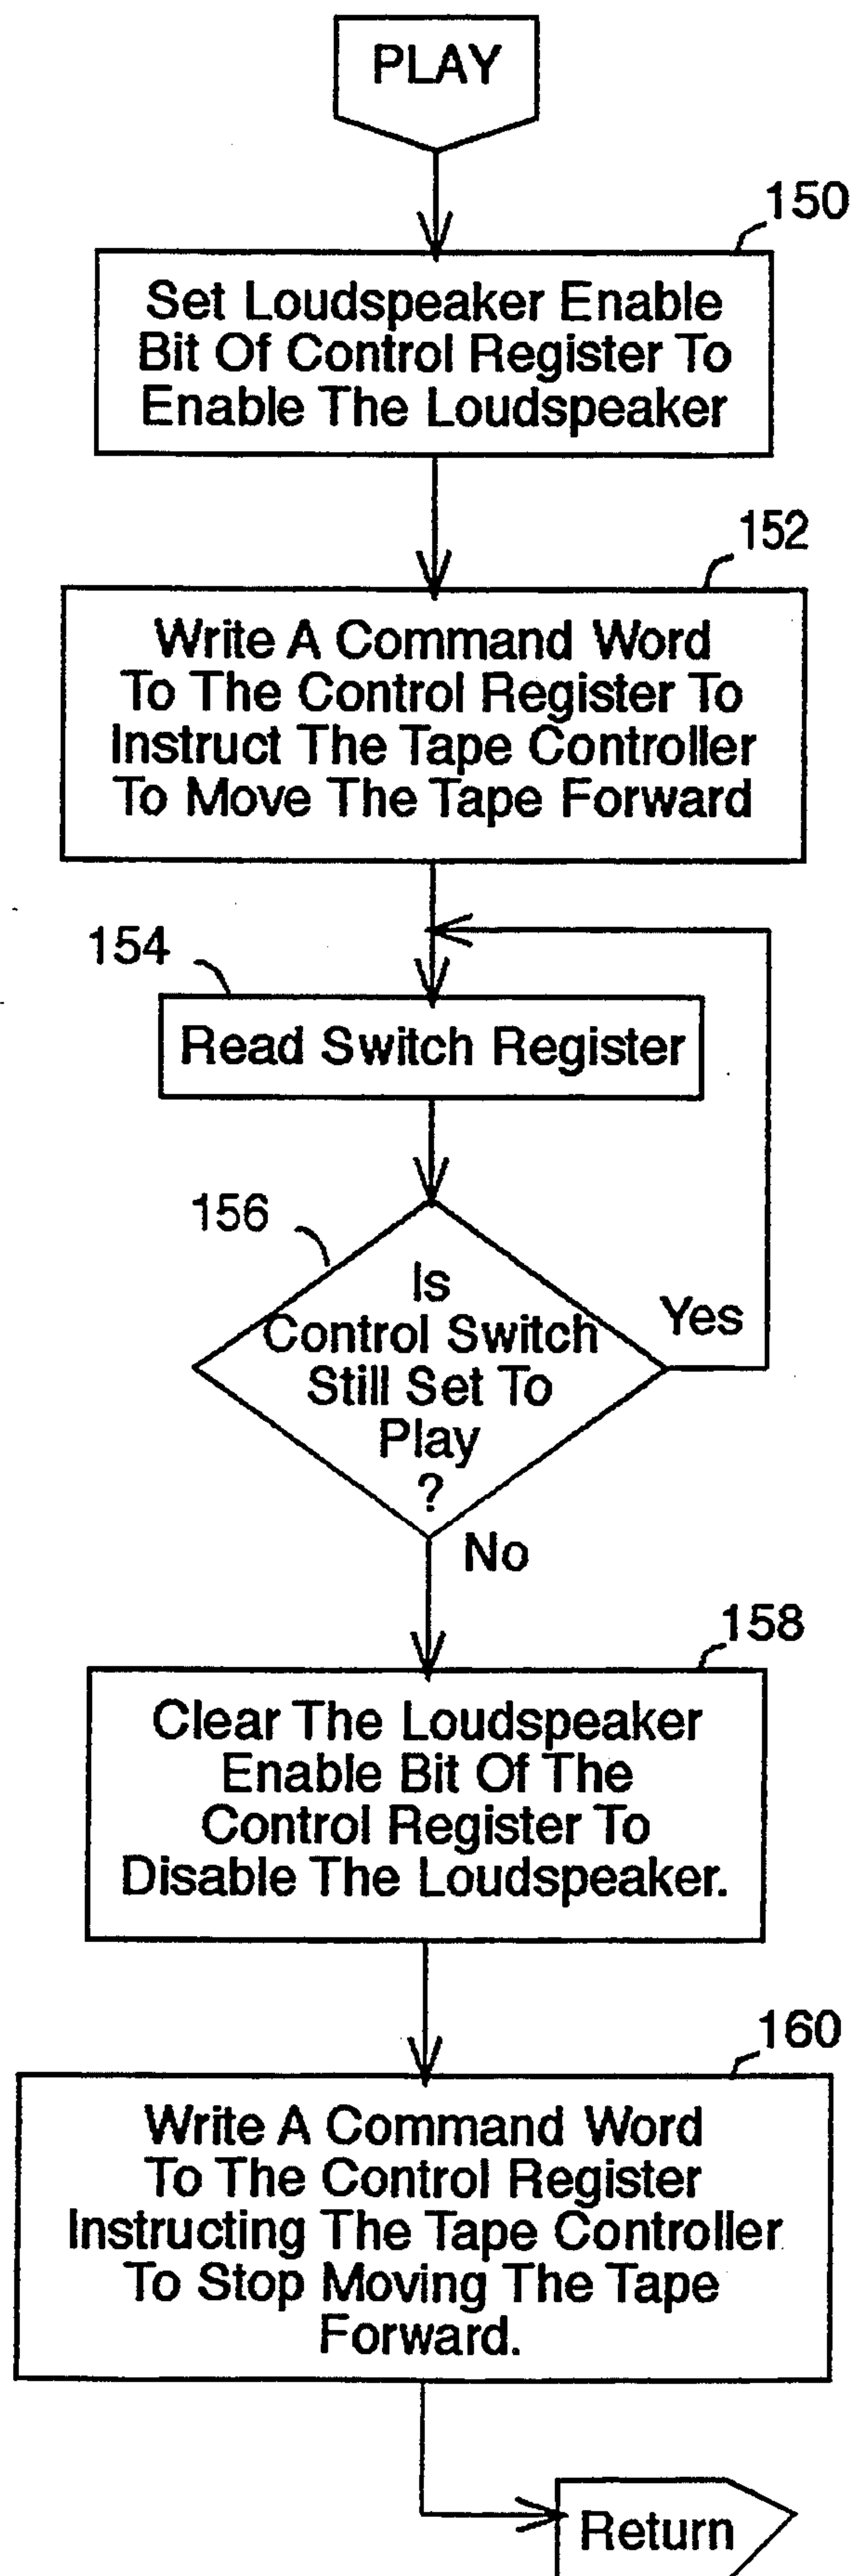 PLAY
150
Set Loudspeaker Enable
Bit Of Control Register To
Enable The Loudspeaker
152
Write A Command Word
To The Control Register To
Instruct The Tape Controller
To Move The Tape Forward
154
Read Switch Register
156
Is
Control Switch
Still Set To
Play
?
Yes
No
158
Clear The Loudspeaker
Enable Bit Of The
Control Register To
Disable The Loudspeaker.
160
Write A Command Word
To The Control Register
Instructing The Tape Controller
To Stop Moving The Tape
Forward.
Return